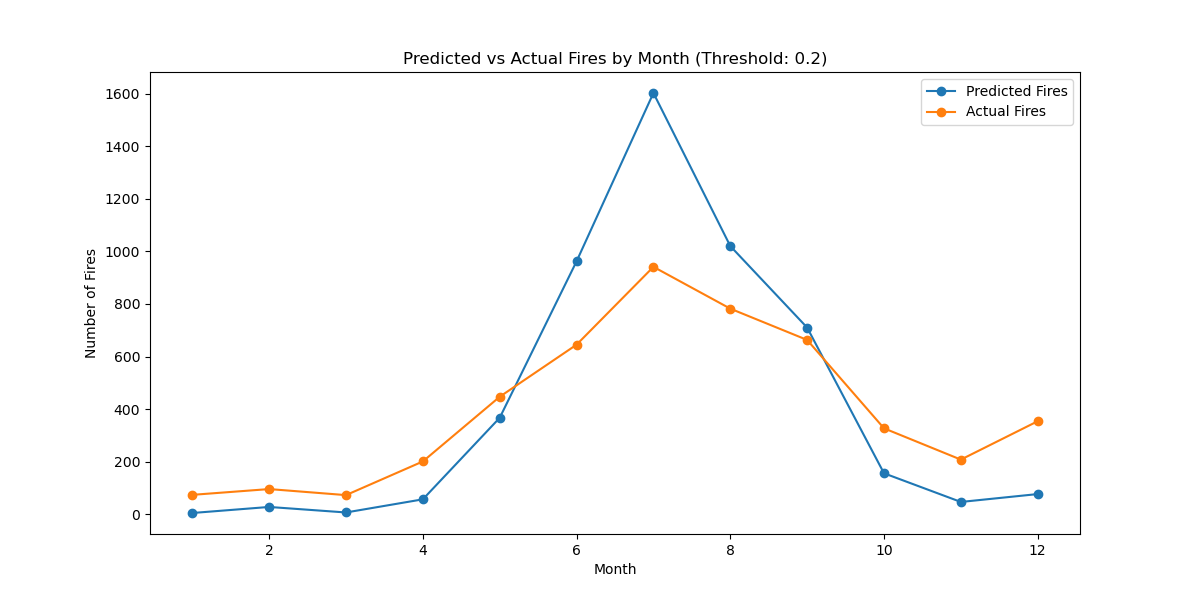 Predicted vs Actual Fires by Month (Threshold: 0.2)
Predicted Fires
Actual Fires
Number of Fires
1600
1400
1200
1000
800
600
400
200
0
2 4 6 8 10 12
Month